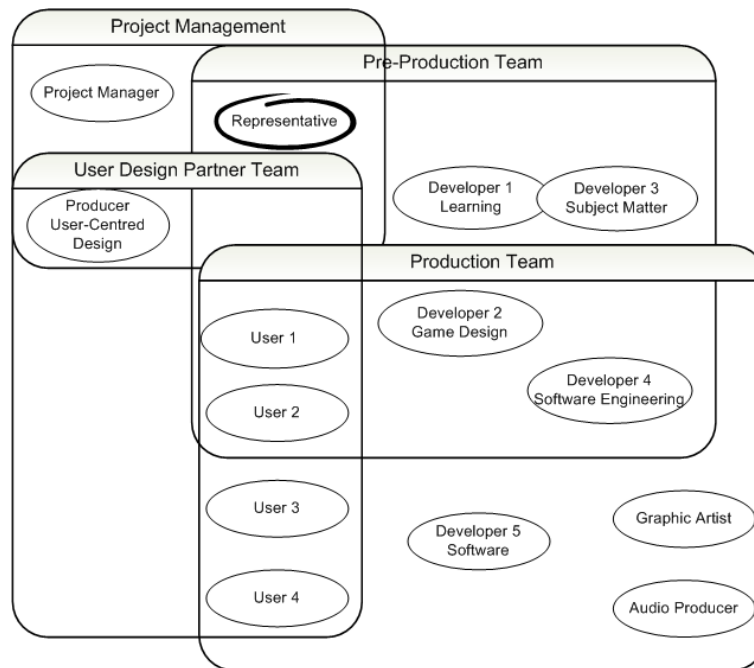 Project Management
Pre-Production Team
Project Manager
Representative
User Design Partner Team
Developer 1
Learning
Developer 3
Subject Matter
Producer
User-Centred
Design
Production Team
Developer 2
Game Design
User 1
Developer 4
Software Engineering
User 2
User 3
Graphic Artist
Developer 5
Software
User 4
Audio Producer